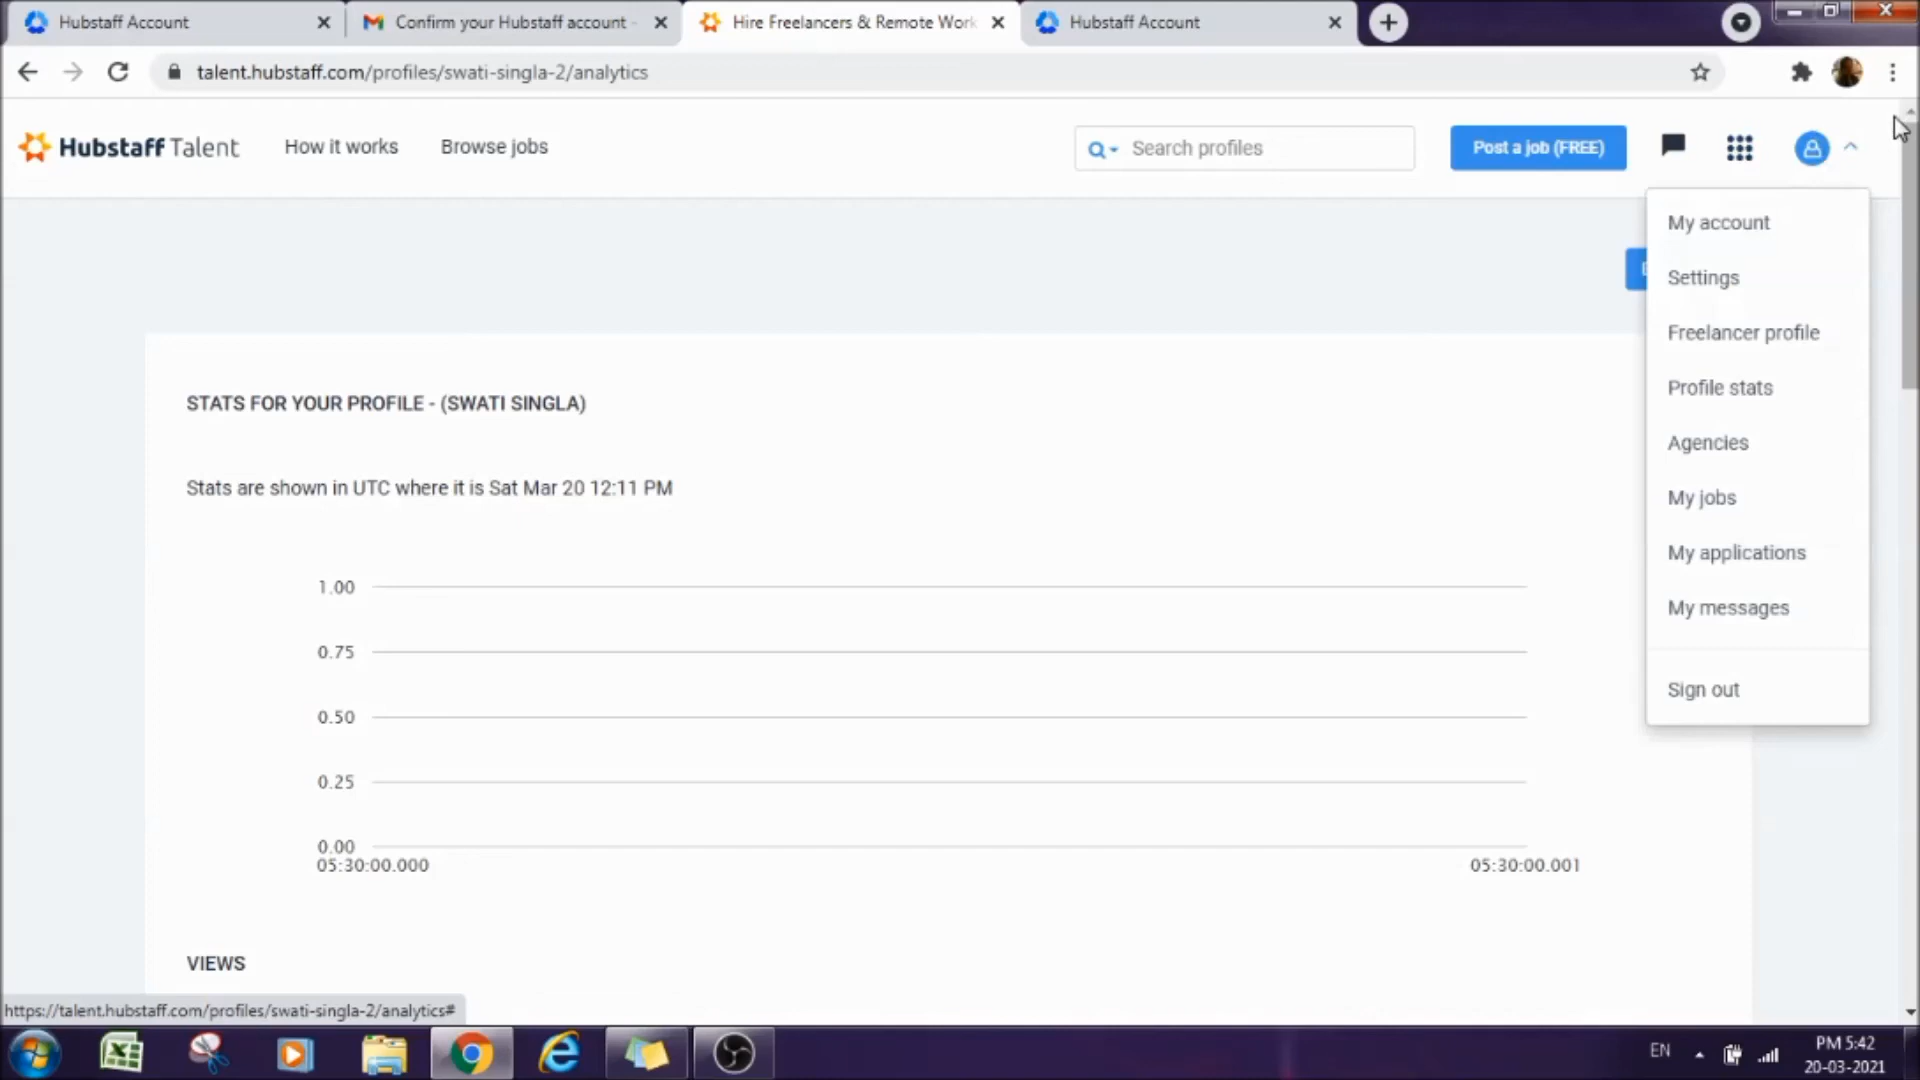 Hubstaff Account
Confirm your Hubstaff account -
Hire Freelancers & Remote Work
Hubstaff Account
talent.hubstaff.com/profiles/swati-singla-2/analytics
Hubstaff Talent
How it works
Browse jobs
Search profiles
Post a job (FREE)
My account
Settings
Freelancer profile
Profile stats
Agencies
My jobs
My applications
My messages
Sign out
STATS FOR YOUR PROFILE - (SWATI SINGLA)
Stats are shown in UTC where it is Sat Mar 20 12:11 PM
1.00
0.75
0.50
0.25
0.00
05:30:00.000
05:30:00.001
VIEWS
https://talent.hubstaff.com/profiles/swati-singla-2/analytics#
EN
PM 5:42
20-03-2021